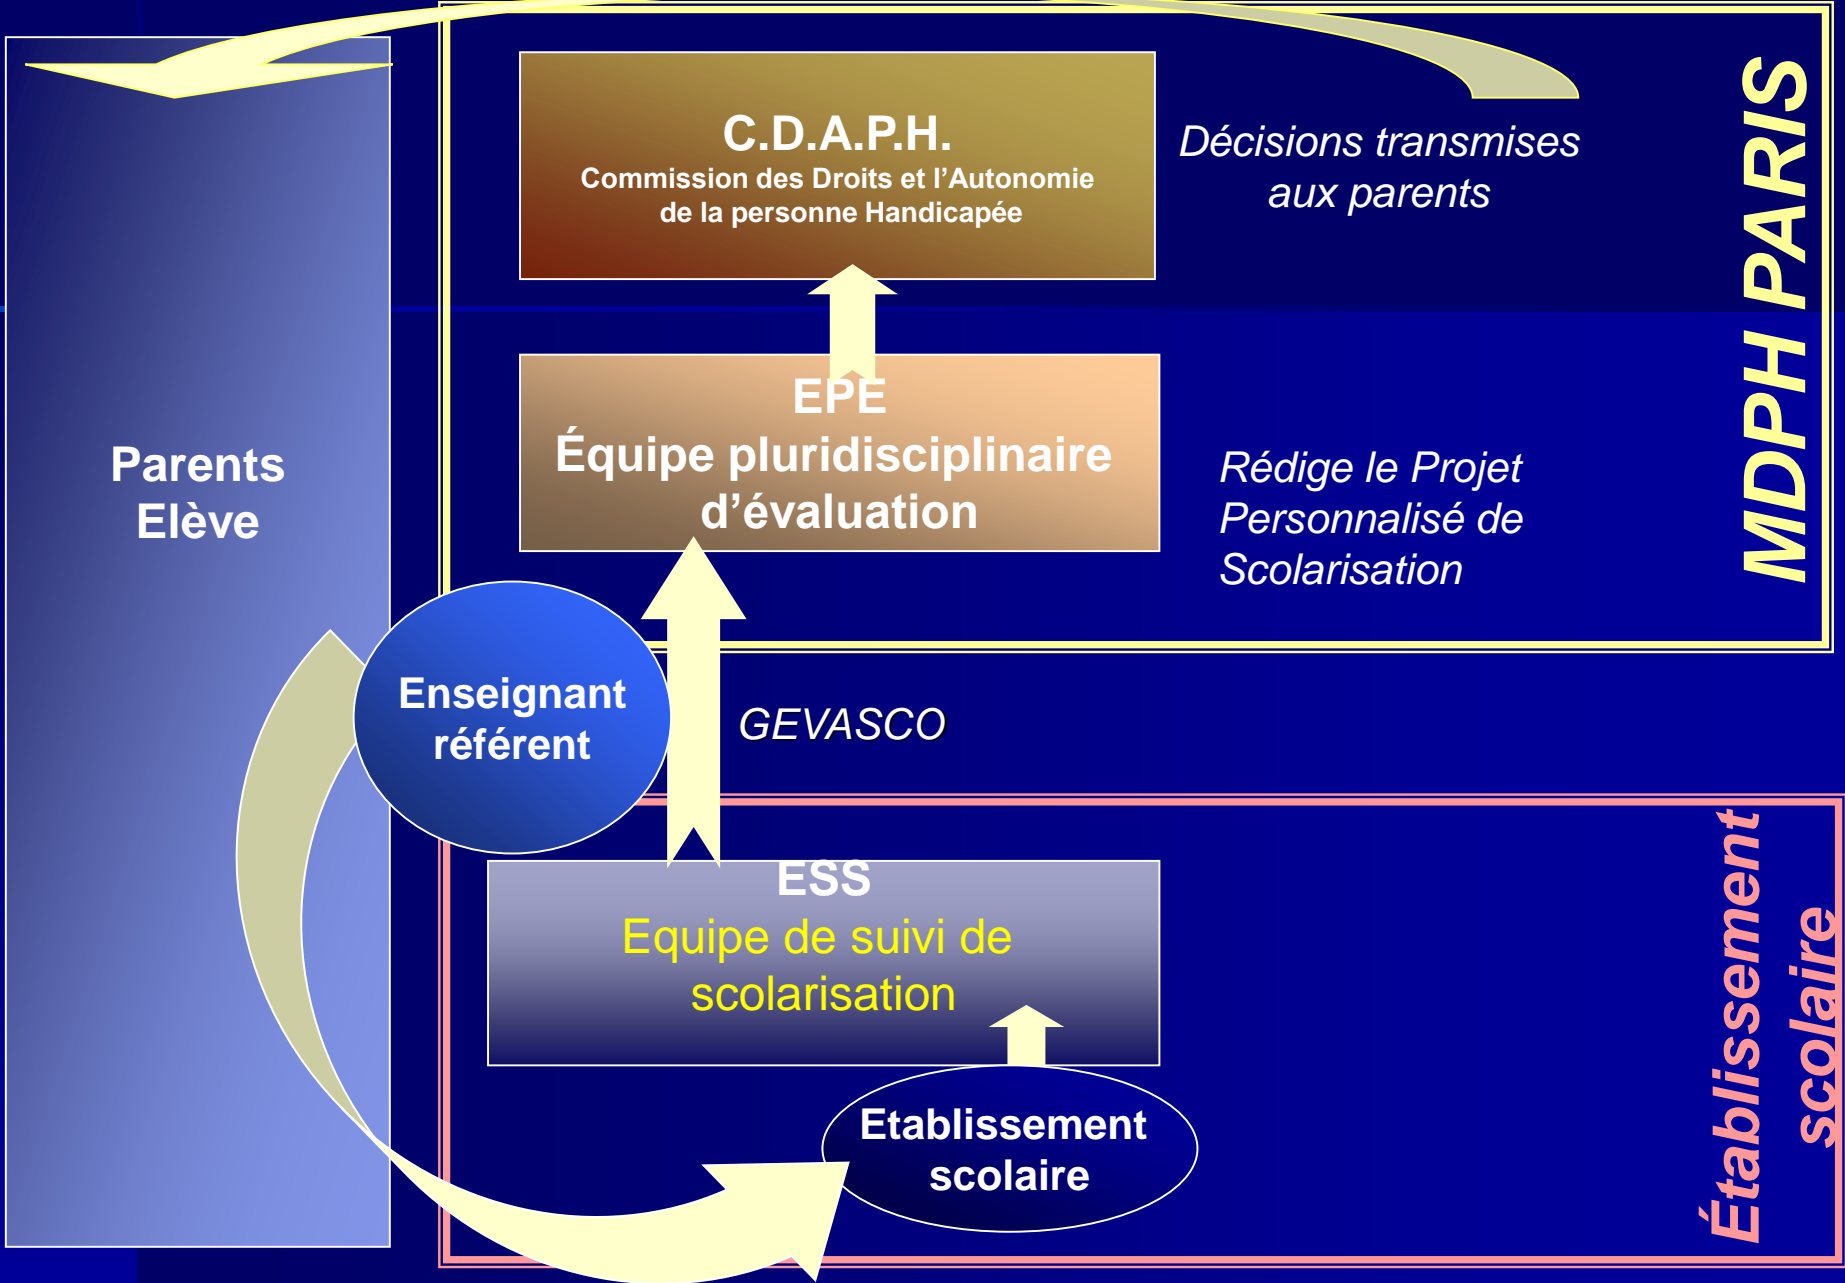 C.D.A.P.H.
Commission des Droits et l’Autonomie
de la personne Handicapée
Décisions transmises
aux parents
MDPH PARIS
EPE
Équipe pluridisciplinaire
d’évaluation
Rédige le Projet
Personnalisé de
Scolarisation
Parents
Elève
Enseignant
référent
GEVASCO
ESS
Equipe de suivi de
scolarisation
Etablissement
scolaire
Établissement
scolaire